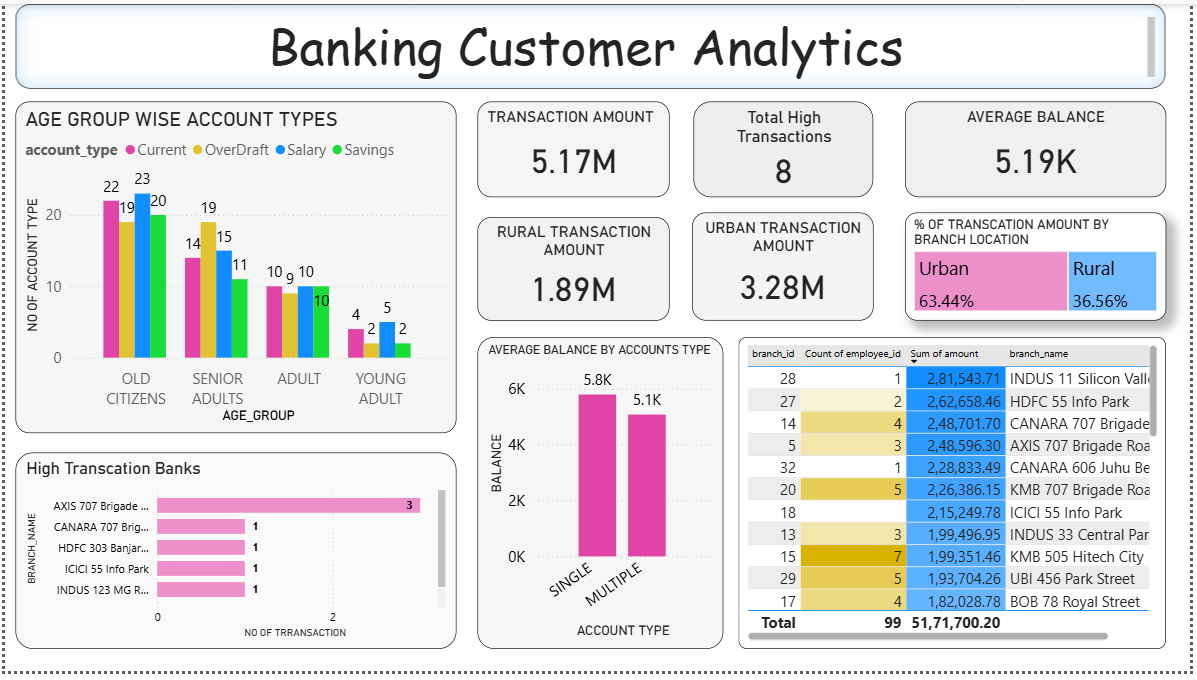 Banking Customer Analytics
AGE GROUP WISE ACCOUNT TYPES
account_type Current OverDraft Salary Savings
NO OF ACCOUNT TYPE
20
10
0
22 19 23 20
14 19 15 11
10 9 10 10
4 2 5 2
OLD
CITIZENS
SENIOR
ADULTS
ADULT
YOUNG
ADULT
AGE_GROUP
TRANSACTION AMOUNT
5.17M
Total High
Transactions
8
AVERAGE BALANCE
5.19K
RURAL TRANSACTION
AMOUNT
1.89M
URBAN TRANSACTION
AMOUNT
3.28M
% OF TRANSCATION AMOUNT BY
BRANCH LOCATION
Urban
63.44%
Rural
36.56%
High Transcation Banks
BRANCH_NAME
AXIS 707 Brigade ... 3
CANARA 707 Brig... 1
HDFC 303 Banjar... 1
ICICI 55 Info Park 1
INDUS 123 MG R... 1
0 2
NO OF TRRANSACTION
AVERAGE BALANCE BY ACCOUNTS TYPE
BALANCE
6K
4K
2K
0K
5.8K
5.1K
SINGLE
MULTIPLE
ACCOUNT TYPE
branch_id Count of employee_id Sum of amount branch_name
28 1 2,81,543.71 INDUS 11 Silicon Valle
27 2 2,62,658.46 HDFC 55 Info Park
14 4 2,48,701.70 CANARA 707 Brigade
5 3 2,48,596.30 AXIS 707 Brigade Roa
32 1 2,28,833.49 CANARA 606 Juhu Be
20 5 2,26,386.15 KMB 707 Brigade Roa
18 2,15,249.78 ICICI 55 Info Park
13 3 1,99,496.95 INDUS 33 Central Par
15 7 1,99,351.46 KMB 505 Hitech City
29 5 1,93,704.26 UBI 456 Park Street
17 4 1,82,028.78 BOB 78 Royal Street
Total 99 51,71,700.20